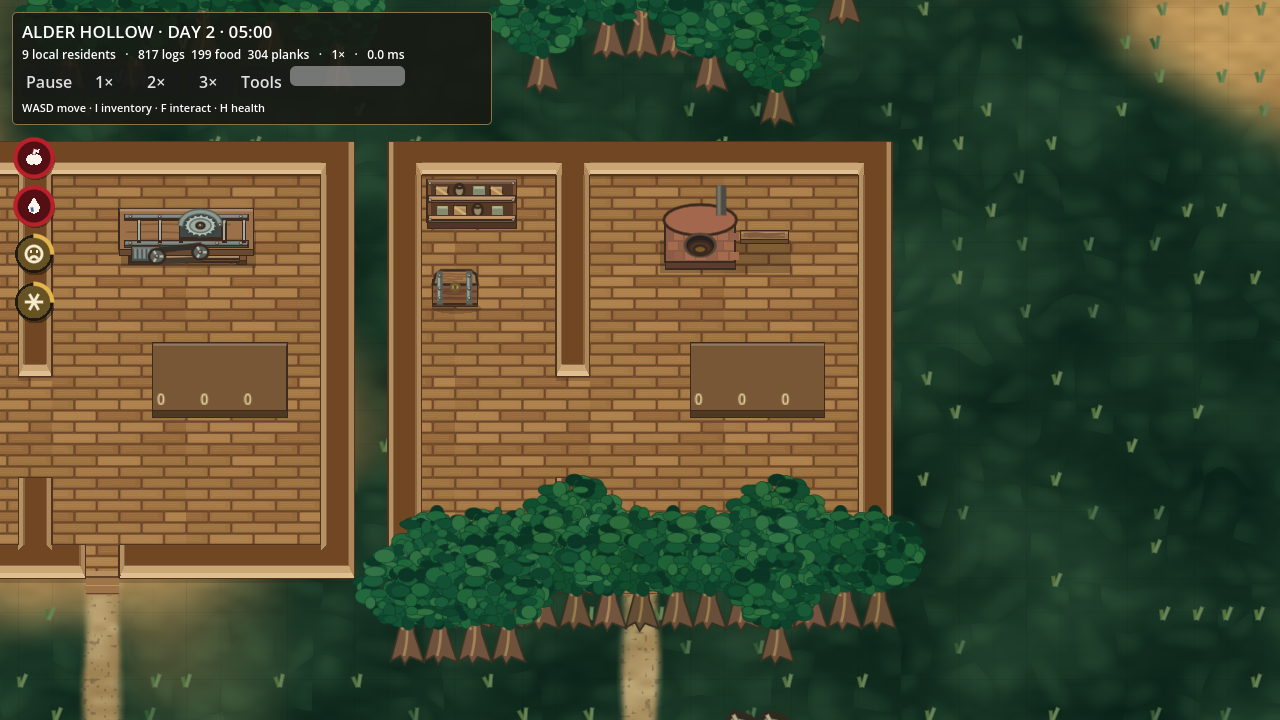 ALDER HOLLOW · DAY 2 · 05:00
9 local residents · 817 logs 199 food 304 planks · 1× · 0.0 ms
Pause 1× 2× 3× Tools
WASD move · I inventory · F interact · H health
0 0 0
0 0 0